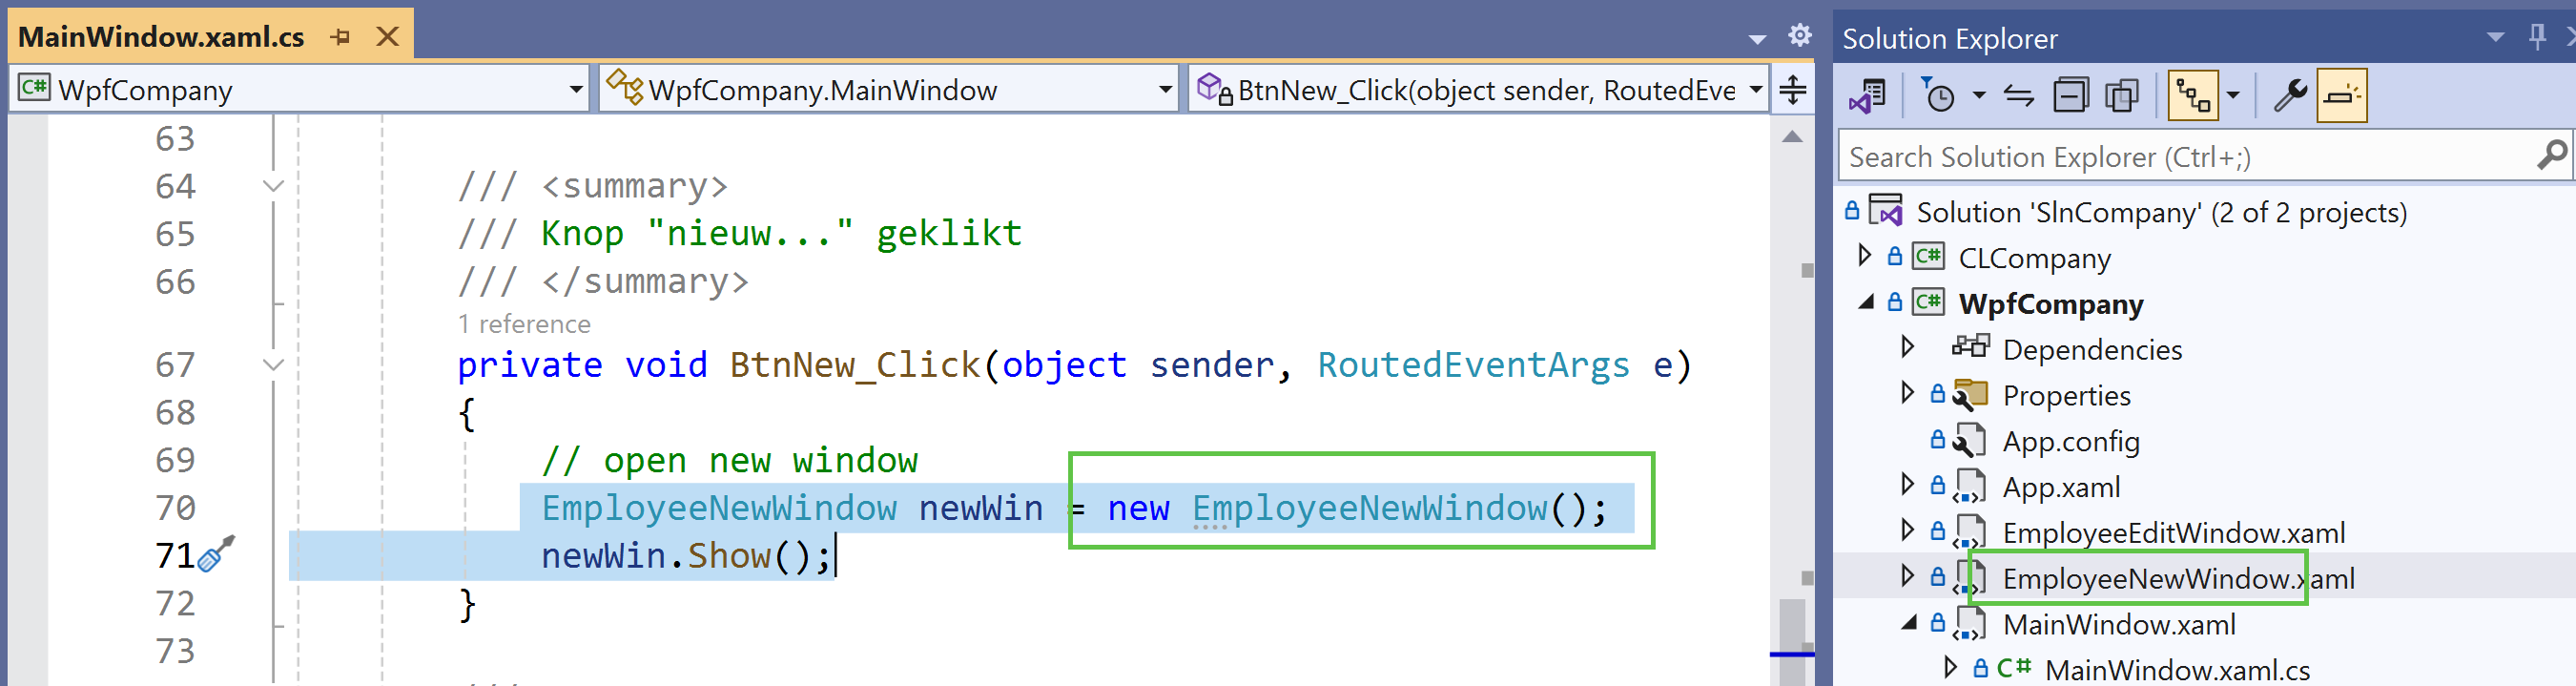 MainWindow.xaml.cs
WpfCompany
WpfCompany.MainWindow
BtnNew_Click(object sender, RoutedEve
63
64 /// <summary>
65 /// Knop "nieuw..." geklikt
66 /// </summary>
1 reference
67 private void BtnNew_Click(object sender, RoutedEventArgs e)
68 {
69 // open new window
70 EmployeeNewWindow newWin = new EmployeeNewWindow();
71 newWin.Show();
72 }
73
Solution Explorer
Search Solution Explorer (Ctrl+;)
Solution 'SlnCompany' (2 of 2 projects)
C# CLCompany
C# WpfCompany
Dependencies
Properties
App.config
App.xaml
EmployeeEditWindow.xaml
EmployeeNewWindow.xaml
MainWindow.xaml
C# MainWindow.xaml.cs